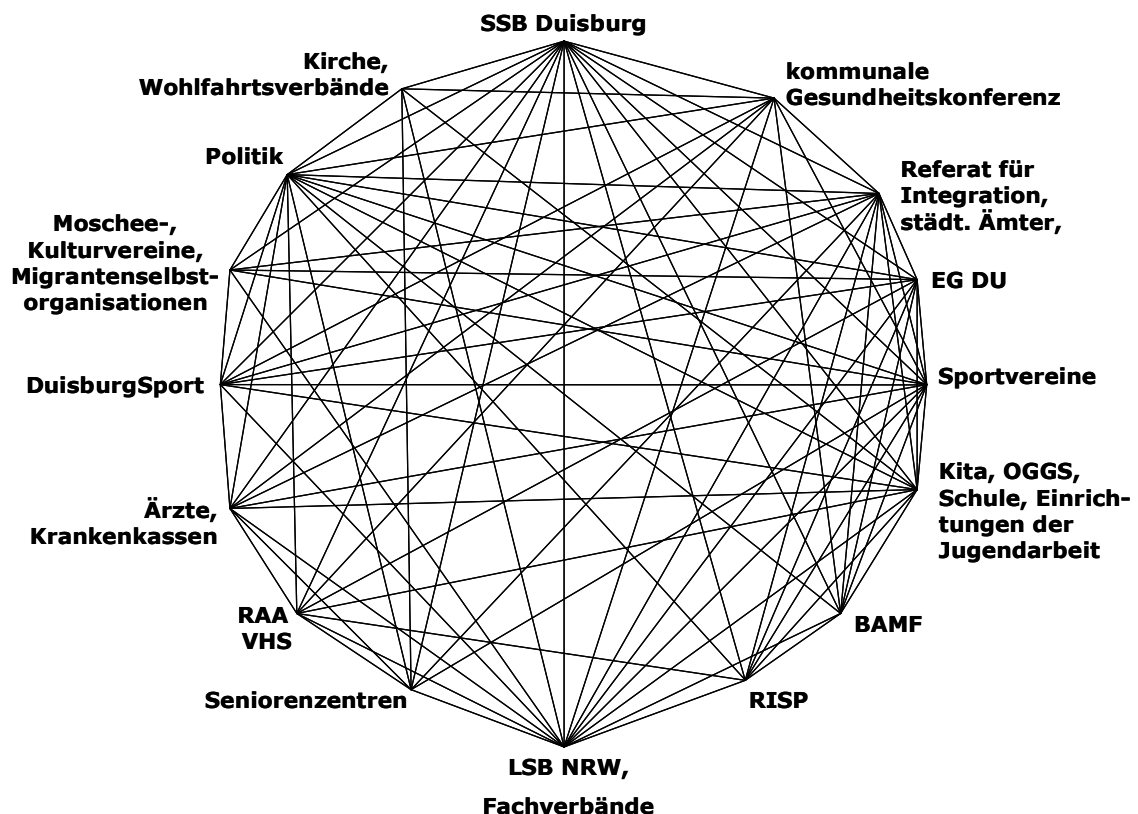 SSB Duisburg
Kirche,
Wohlfahrtsverbände
kommunale
Gesundheitskonferenz
Politik
Referat für
Integration,
städt. Ämter,
Moschee-,
Kulturvereine,
Migrantenselbst-
organisationen
EG DU
DuisburgSport
Sportvereine
Kita, OGGS,
Schule, Einrich-
tungen der
Jugendarbeit
Ärzte,
Krankenkassen
RAA
VHS
BAMF
Seniorenzentren
RISP
LSB NRW,
Fachverbände